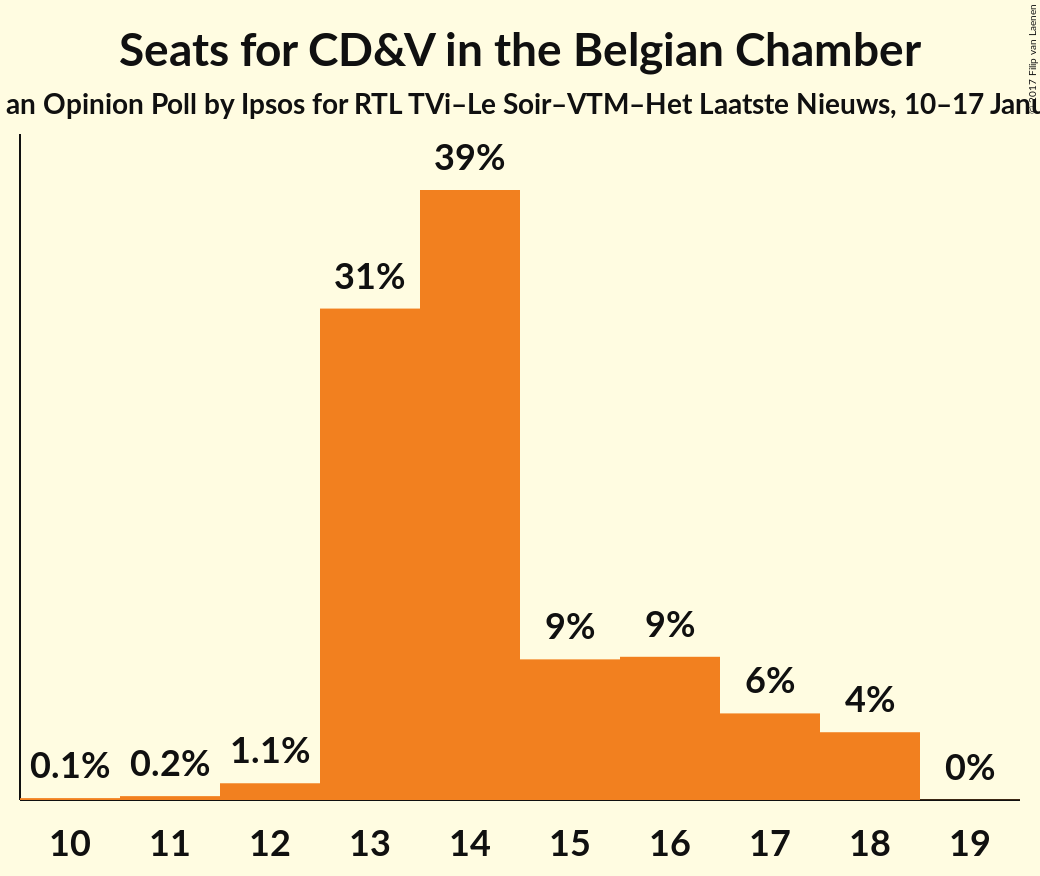 Seats for CD&V in the Belgian Chamber
an Opinion Poll by Ipsos for RTL TVi–Le Soir–VTM–Het Laatste Nieuws, 10–17 Janu
© 2017 Filip van Laenen
39%
31%
9%
9%
6%
4%
0.1%
0.2%
1.1%
0%
10 11 12 13 14 15 16 17 18 19